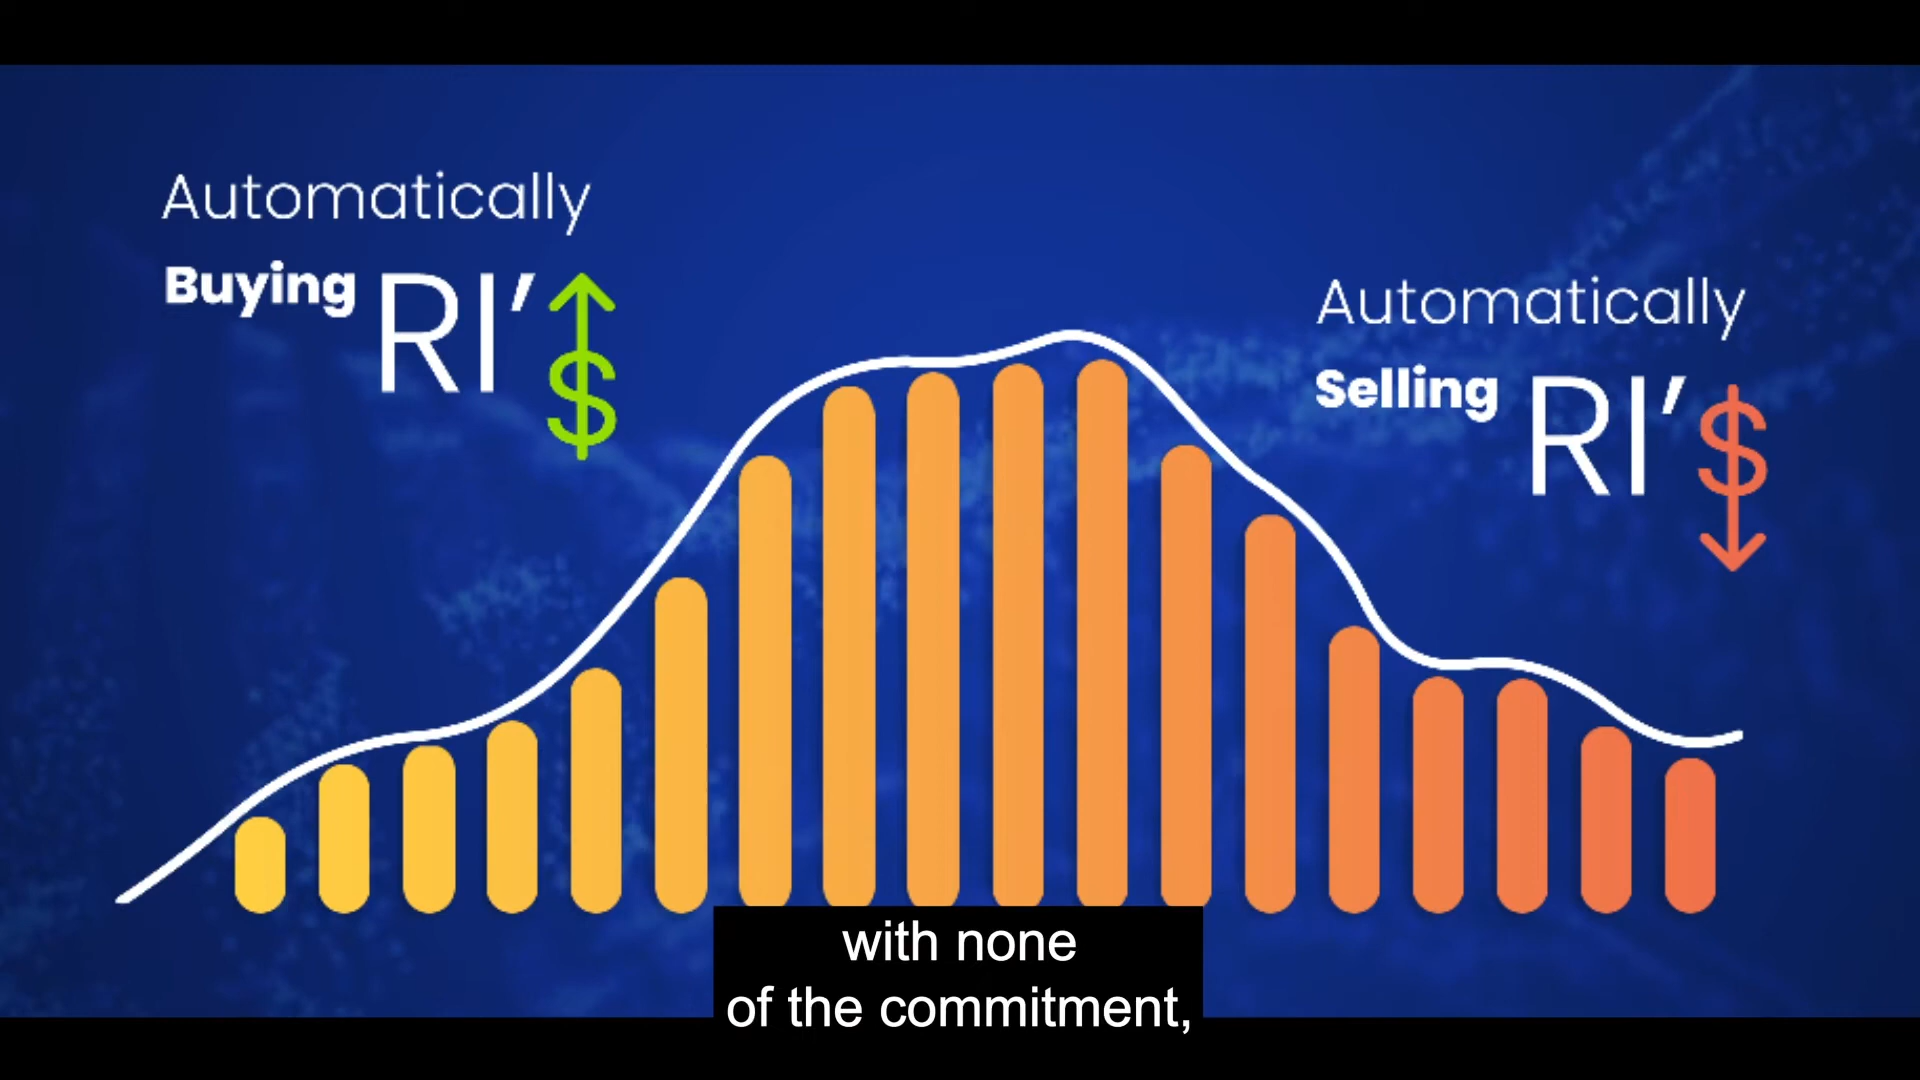 Automatically
Buying RI’ $
Automatically
Selling RI’ $
with none
of the commitment,